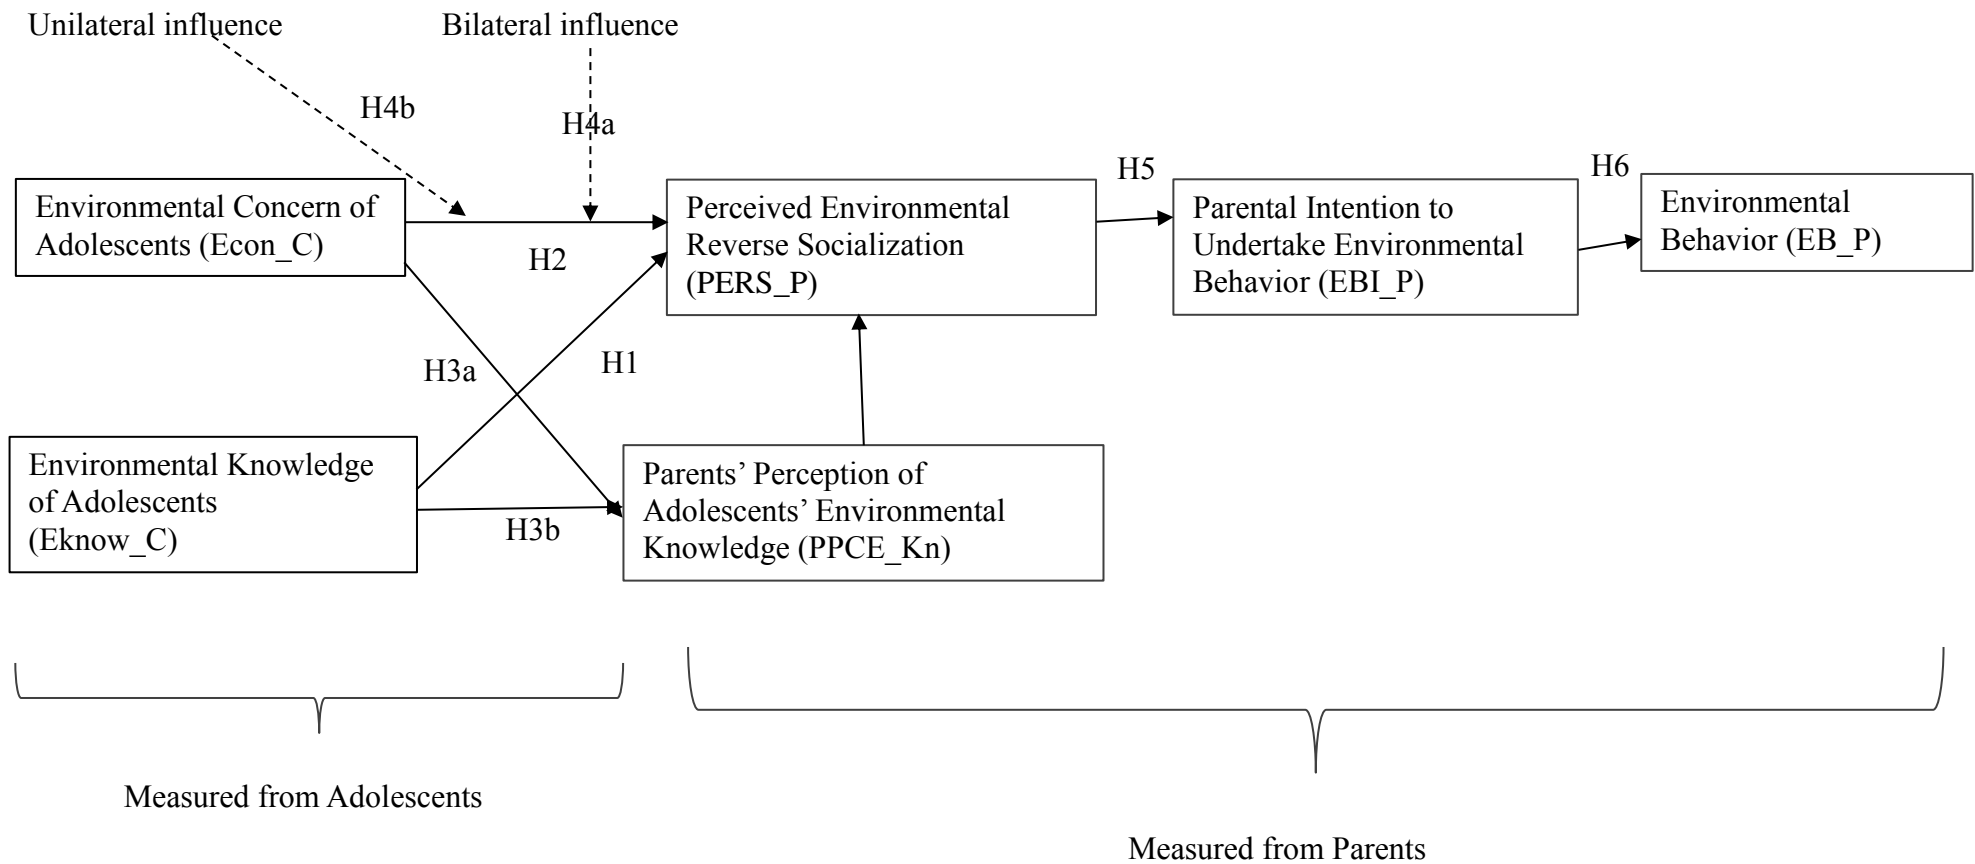 Unilateral influence
Bilateral influence
H4b
H4a
H5
H6
Environmental Concern of
Adolescents (Econ_C)
Perceived Environmental
Reverse Socialization
(PERS_P)
Parental Intention to
Undertake Environmental
Behavior (EBI_P)
Environmental
Behavior (EB_P)
H2
H3a
H1
Environmental Knowledge
of Adolescents
(Eknow_C)
H3b
Parents’ Perception of
Adolescents’ Environmental
Knowledge (PPCE_Kn)
Measured from Adolescents
Measured from Parents